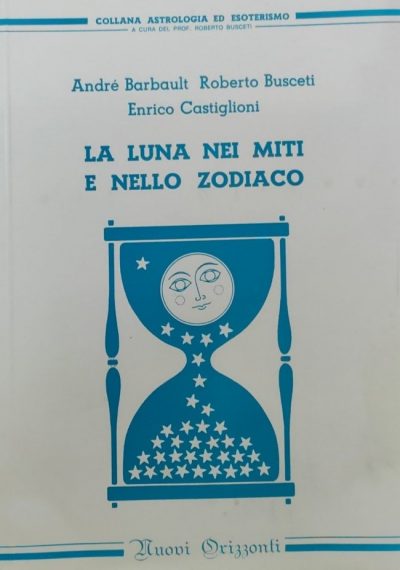 COLLANA ASTROLOGIA ED ESOTERISMO
A CURA DEL PROF. ROBERTO BUSCETI
André Barbault Roberto Busceti
Enrico Castiglioni
LA LUNA NEI MITI
E NELLO ZODIACO
Nuovi Orizzonti